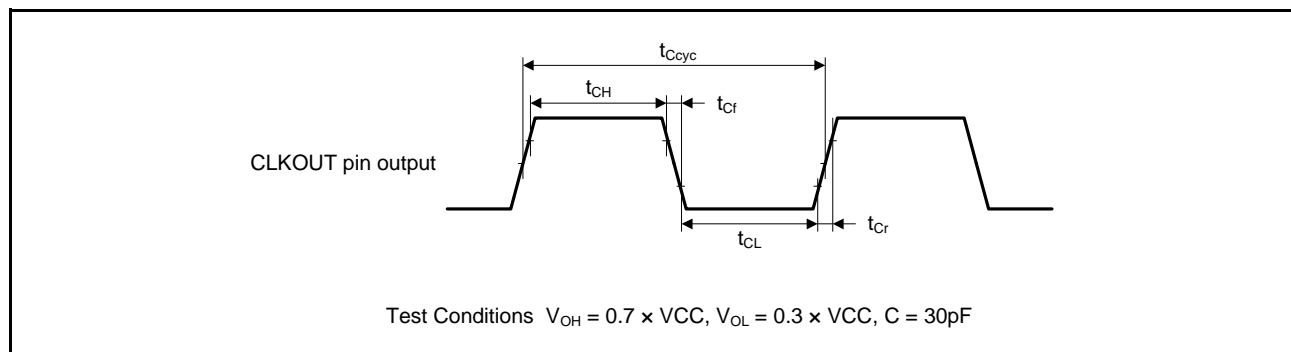 tCcyc
tCH
tCf
CLKOUT pin output
tCL
tCr
Test Conditions VOH = 0.7 × VCC, VOL = 0.3 × VCC, C = 30pF